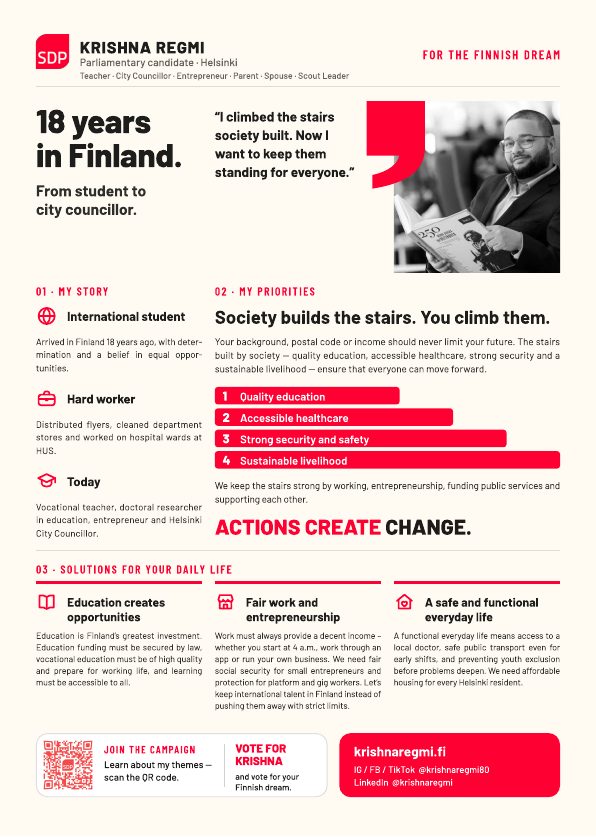 SDP
KRISHNA REGMI
Parliamentary candidate · Helsinki
Teacher · City Councillor · Entrepreneur · Parent · Spouse · Scout Leader
FOR THE FINNISH DREAM
18 years
in Finland.
From student to
city councillor.
“I climbed the stairs
society built. Now I
want to keep them
standing for everyone.”
250
01 · MY STORY
International student
Arrived in Finland 18 years ago, with deter-
mination and a belief in equal oppor-
tunities.
Hard worker
Distributed flyers, cleaned department
stores and worked on hospital wards at
HUS.
Today
Vocational teacher, doctoral researcher
in education, entrepreneur and Helsinki
City Councillor.
02 · MY PRIORITIES
Society builds the stairs. You climb them.
Your background, postal code or income should never limit your future. The stairs
built by society — quality education, accessible healthcare, strong security and a
sustainable livelihood — ensure that everyone can move forward.
1 Quality education
2 Accessible healthcare
3 Strong security and safety
4 Sustainable livelihood
We keep the stairs strong by working, entrepreneurship, funding public services and
supporting each other.
ACTIONS CREATE CHANGE.
03 · SOLUTIONS FOR YOUR DAILY LIFE
Education creates
opportunities
Education is Finland's greatest investment.
Education funding must be secured by law,
vocational education must be of high quality
and prepare for working life, and learning
must be accessible to all.
Fair work and
entrepreneurship
Work must always provide a decent income –
whether you start at 4 a.m., work through an
app or run your own business. We need fair
social security for small entrepreneurs and
protection for platform and gig workers. Let's
keep international talent in Finland instead of
pushing them away with strict limits.
A safe and functional
everyday life
A functional everyday life means access to a
local doctor, safe public transport even for
early shifts, and preventing youth exclusion
before problems deepen. We need affordable
housing for every Helsinki resident.
JOIN THE CAMPAIGN
Learn about my themes —
scan the QR code.
VOTE FOR
KRISHNA
and vote for your
Finnish dream.
krishnaregmi.fi
IG / FB / TikTok @krishnaregmi80
LinkedIn @krishnaregmi